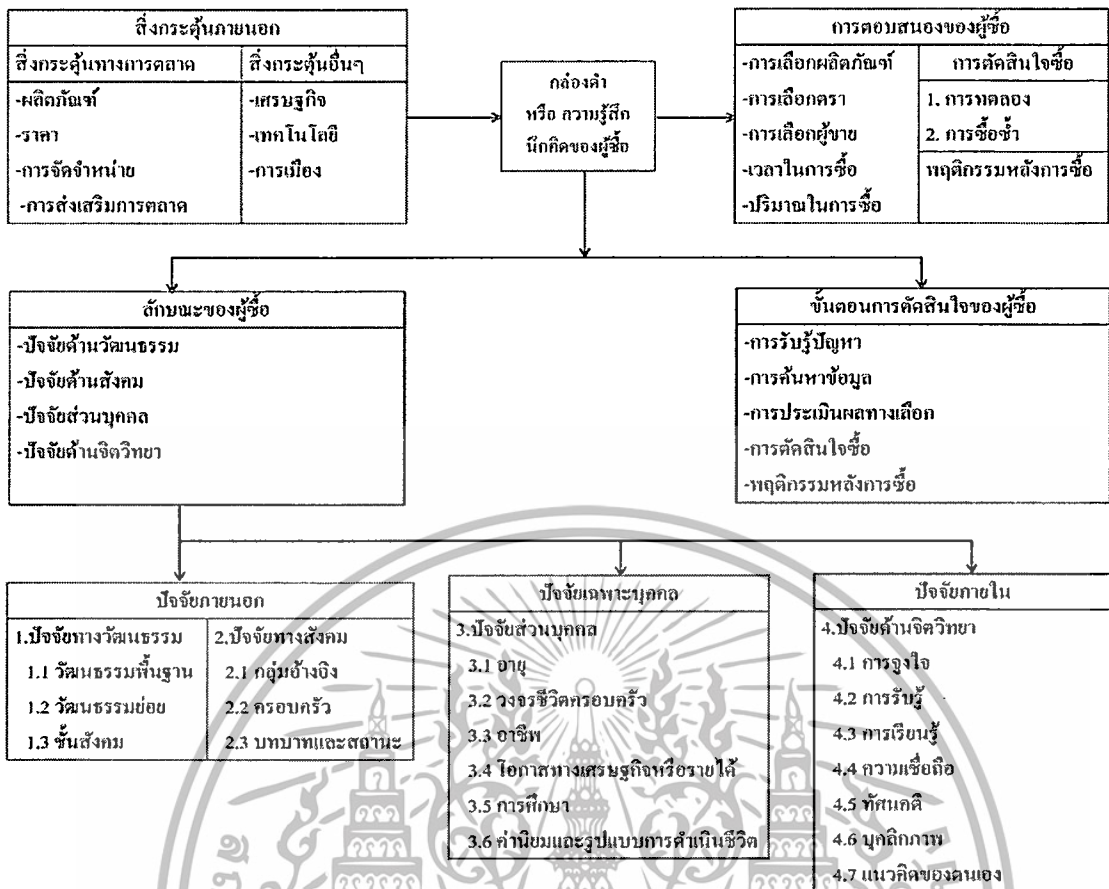 สิ่งกระตุ้นภายนอก
สิ่งกระตุ้นทางการตลาด
-ผลิตภัณฑ์
-ราคา
-การจัดจำหน่าย
-การส่งเสริมการตลาด
สิ่งกระตุ้นอื่นๆ
-เศรษฐกิจ
-เทคโนโลยี
-การเมือง
กล่องดำ
หรือ ความรู้สึก
นึกคิดของผู้ซื้อ
การตอบสนองของผู้ซื้อ
-การเลือกผลิตภัณฑ์
-การเลือกตรา
-การเลือกผู้ขาย
-เวลาในการซื้อ
-ปริมาณในการซื้อ
การตัดสินใจซื้อ
1. การทดลอง
2. การซื้อซ้ำ
พฤติกรรมหลังการซื้อ
ลักษณะของผู้ซื้อ
-ปัจจัยด้านวัฒนธรรม
-ปัจจัยด้านสังคม
-ปัจจัยส่วนบุคคล
-ปัจจัยด้านจิตวิทยา
ขั้นตอนการตัดสินใจของผู้ซื้อ
-การรับรู้ปัญหา
-การค้นหาข้อมูล
-การประเมินผลทางเลือก
-การตัดสินใจซื้อ
-พฤติกรรมหลังการซื้อ
ปัจจัยภายนอก
1.ปัจจัยทางวัฒนธรรม
1.1 วัฒนธรรมพื้นฐาน
1.2 วัฒนธรรมย่อย
1.3 ชั้นสังคม
2.ปัจจัยทางสังคม
2.1 กลุ่มอ้างอิง
2.2 ครอบครัว
2.3 บทบาทและสถานะ
ปัจจัยเฉพาะบุคคล
3.ปัจจัยส่วนบุคคล
3.1 อายุ
3.2 วงจรชีวิตครอบครัว
3.3 อาชีพ
3.4 โอกาสทางเศรษฐกิจหรือรายได้
3.5 การศึกษา
3.6 ค่านิยมและรูปแบบการดำเนินชีวิต
ปัจจัยภายใน
4.ปัจจัยด้านจิตวิทยา
4.1 การจูงใจ
4.2 การรับรู้
4.3 การเรียนรู้
4.4 ความเชื่อถือ
4.5 ทัศนคติ
4.6 บุคลิกภาพ
4.7 แนวคิดของตนเอง